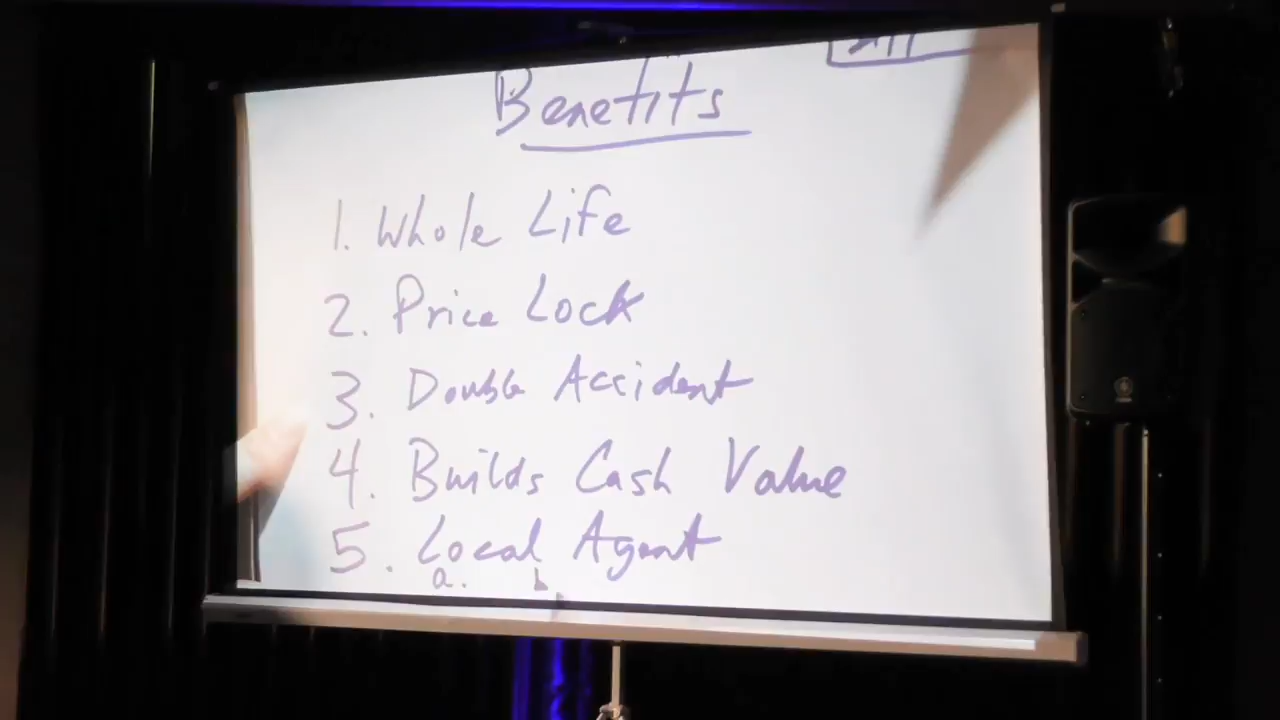 Benefits
1. Whole Life
2. Price Lock
3. Double Accident
4. Builds Cash Value
5. Local Agent
a. b